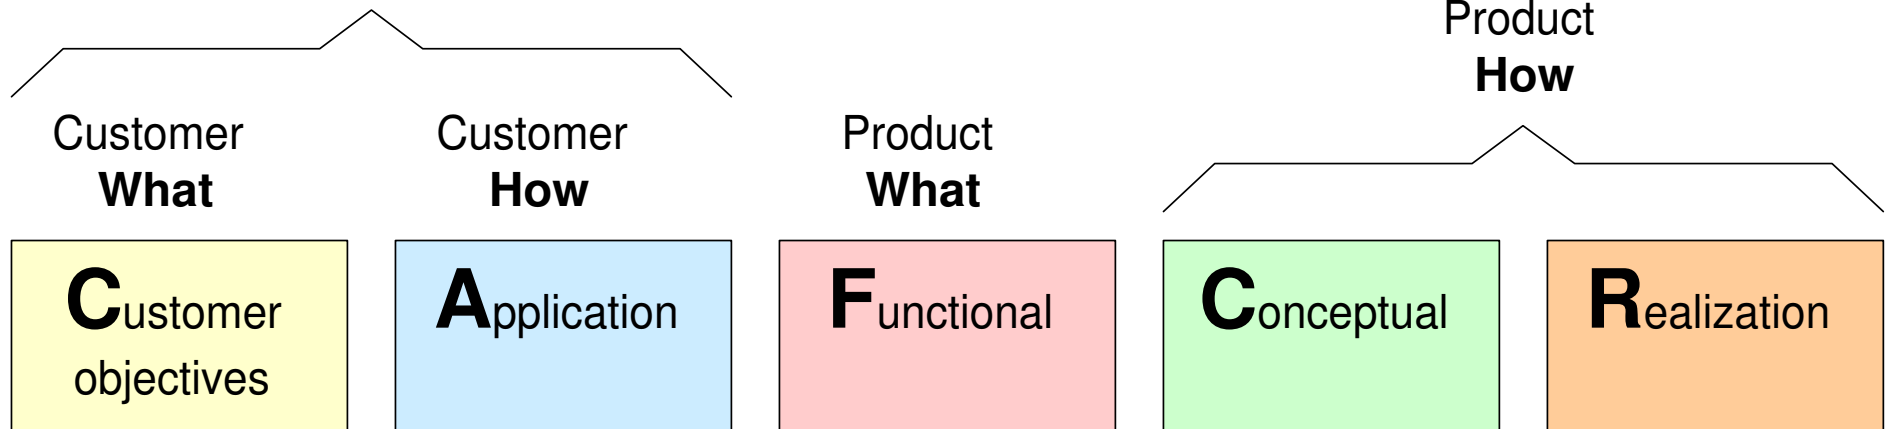 Product
How
Customer
What
Customer
How
Product
What
Customer
objectives
Application
Functional
Conceptual
Realization